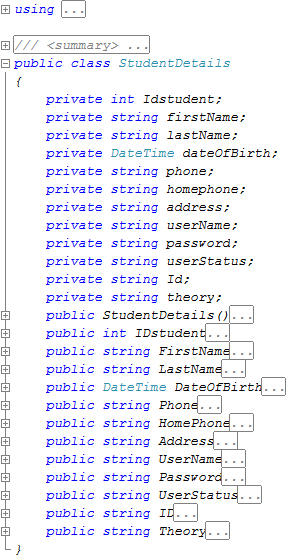 using ...
/// <summary> ...
public class StudentDetails
{
private int Idstudent;
private string firstName;
private string lastName;
private DateTime dateOfBirth;
private string phone;
private string homephone;
private string address;
private string userName;
private string password;
private string userStatus;
private string Id;
private string theory;
public StudentDetails()...
public int IDstudent...
public string FirstName...
public string LastName...
public DateTime DateOfBirth...
public string Phone...
public string HomePhone...
public string Address...
public string UserName...
public string Password...
public string UserStatus...
public string ID...
public string Theory...
}